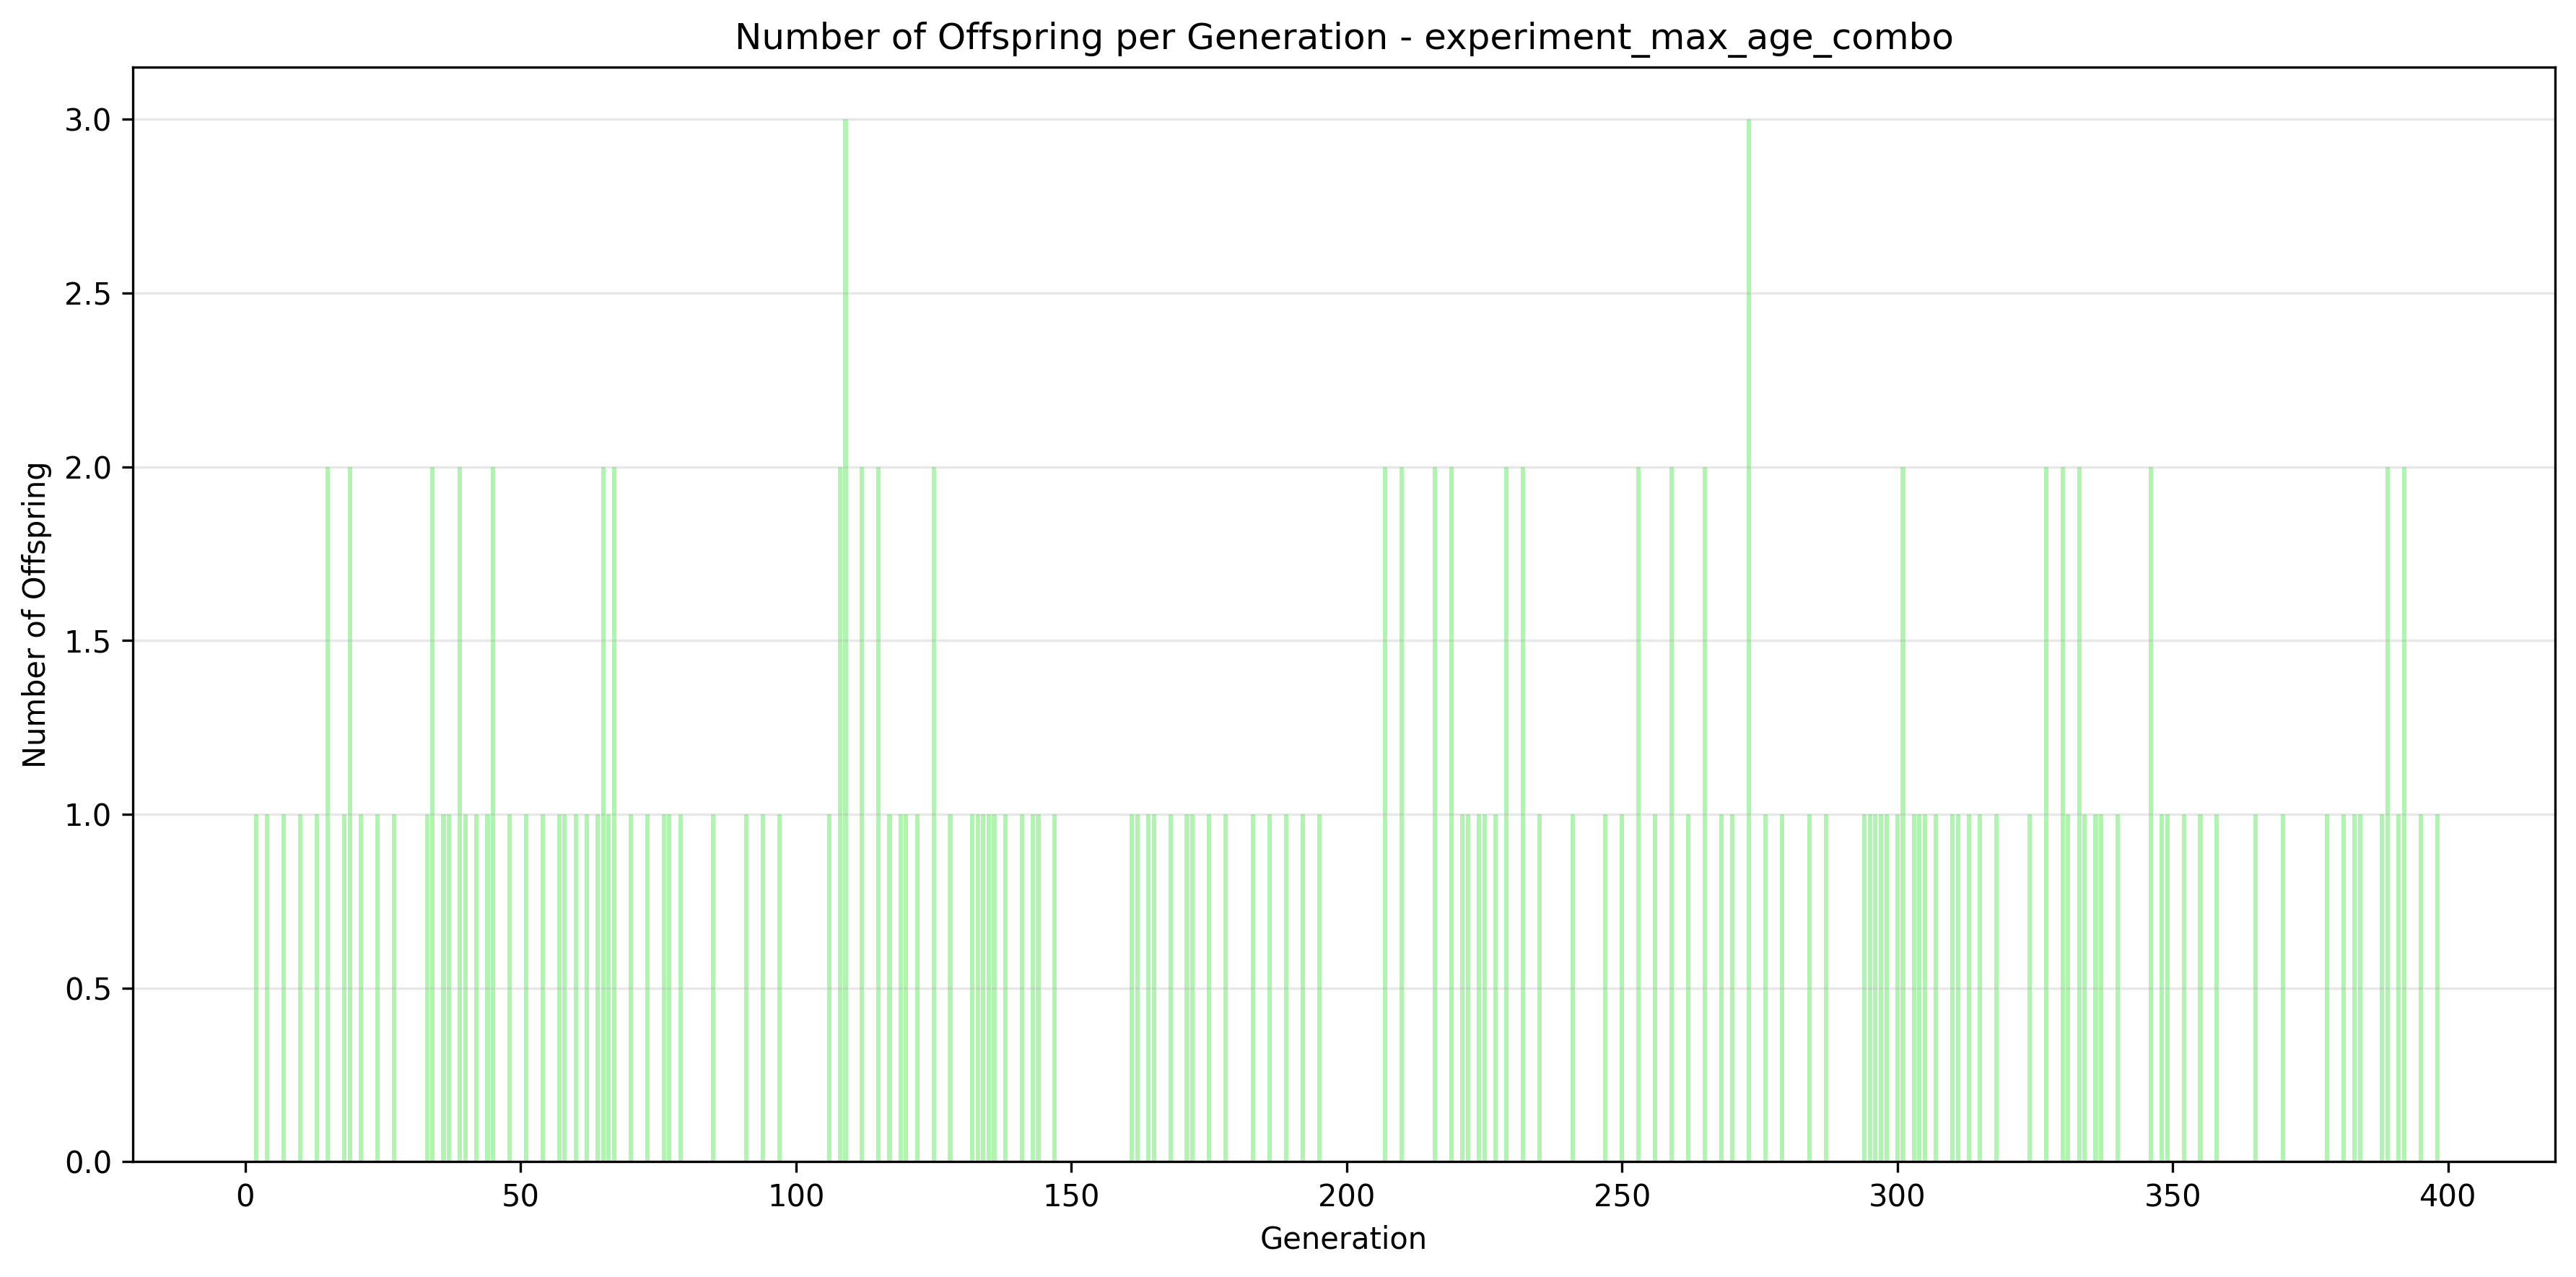 Number of Offspring per Generation - experiment_max_age_combo
3.0
2.5
2.0
1.5
1.0
0.5
0.0
Number of Offspring
0 50 100 150 200 250 300 350 400
Generation